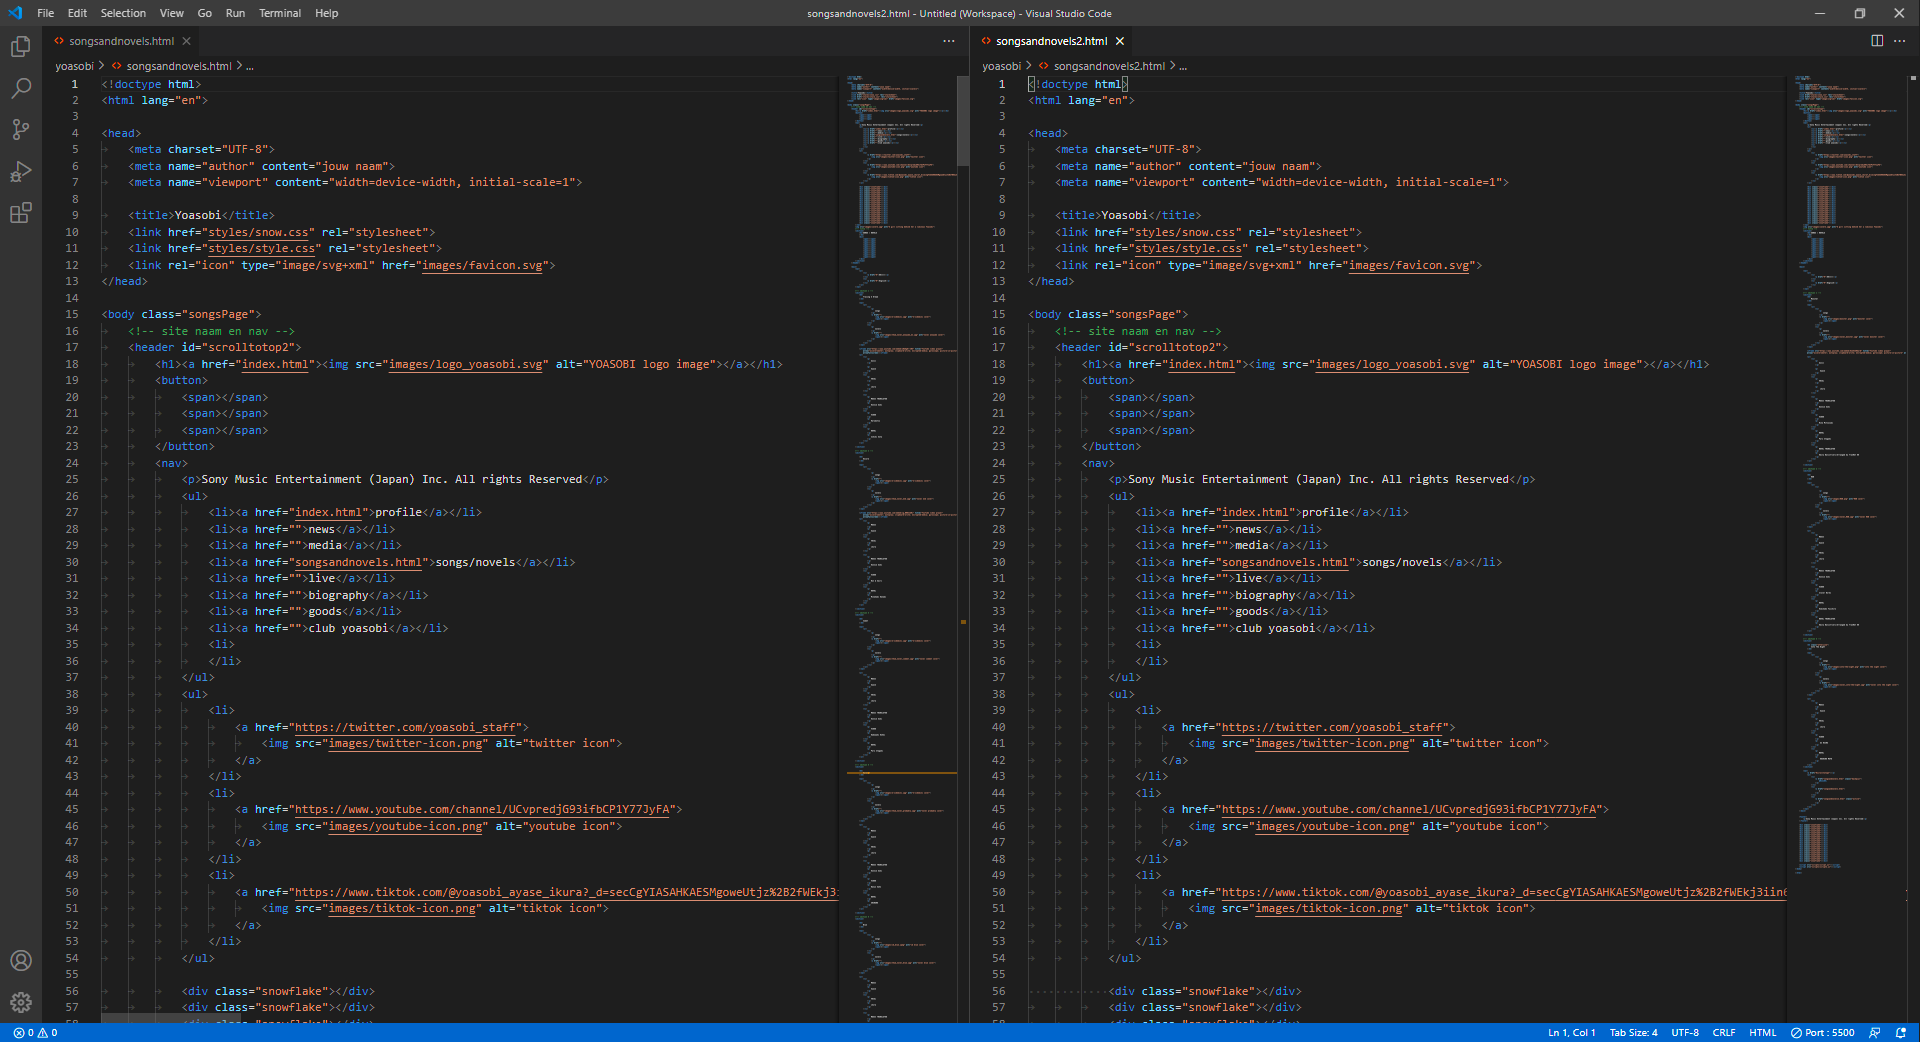 File Edit Selection View Go Run Terminal Help
songsandnovels2.html - Untitled (Workspace) - Visual Studio Code
songsandnovels.html
yoasobi > songsandnovels.html > ...
1 <!doctype html>
2 <html lang="en">
3
4 <head>
5 <meta charset="UTF-8">
6 <meta name="author" content="jouw naam">
7 <meta name="viewport" content="width=device-width, initial-scale=1">
8
9 <title>Yoasobi</title>
10 <link href="styles/snow.css" rel="stylesheet">
11 <link href="styles/style.css" rel="stylesheet">
12 <link rel="icon" type="image/svg+xml" href="images/favicon.svg">
13 </head>
14
15 <body class="songsPage">
16 <!-- site naam en nav -->
17 <header id="scrolltotop2">
18 <h1><a href="index.html"><img src="images/logo_yoasobi.svg" alt="YOASOBI logo image"></a></h1>
19 <button>
20 <span></span>
21 <span></span>
22 <span></span>
23 </button>
24 <nav>
25 <p>Sony Music Entertainment (Japan) Inc. All rights Reserved</p>
26 <ul>
27 <li><a href="index.html">profile</a></li>
28 <li><a href="">news</a></li>
29 <li><a href="">media</a></li>
30 <li><a href="songsandnovels.html">songs/novels</a></li>
31 <li><a href="">live</a></li>
32 <li><a href="">biography</a></li>
33 <li><a href="">goods</a></li>
34 <li><a href="">club yoasobi</a></li>
35 <li>
36 </li>
37 </ul>
38 <ul>
39 <li>
40 <a href="https://twitter.com/yoasobi_staff">
41 <img src="images/twitter-icon.png" alt="twitter icon">
42 </a>
43 </li>
44 <li>
45 <a href="https://www.youtube.com/channel/UCvpredjG93ifbCP1Y77JyFA">
46 <img src="images/youtube-icon.png" alt="youtube icon">
47 </a>
48 </li>
49 <li>
50 <a href="https://www.tiktok.com/@yoasobi_ayase_ikura?_d=secCgYIASAHKAESMgoweUtjz%2B2fWEkj3i
51 <img src="images/tiktok-icon.png" alt="tiktok icon">
52 </a>
53 </li>
54 </ul>
55
56 <div class="snowflake"></div>
57 <div class="snowflake"></div>
58 <div class="snowflake"></div>
songsandnovels2.html
yoasobi > songsandnovels2.html > ...
1 <!doctype html>
2 <html lang="en">
3
4 <head>
5 <meta charset="UTF-8">
6 <meta name="author" content="jouw naam">
7 <meta name="viewport" content="width=device-width, initial-scale=1">
8
9 <title>Yoasobi</title>
10 <link href="styles/snow.css" rel="stylesheet">
11 <link href="styles/style.css" rel="stylesheet">
12 <link rel="icon" type="image/svg+xml" href="images/favicon.svg">
13 </head>
14
15 <body class="songsPage">
16 <!-- site naam en nav -->
17 <header id="scrolltotop2">
18 <h1><a href="index.html"><img src="images/logo_yoasobi.svg" alt="YOASOBI logo image"></a></h1>
19 <button>
20 <span></span>
21 <span></span>
22 <span></span>
23 </button>
24 <nav>
25 <p>Sony Music Entertainment (Japan) Inc. All rights Reserved</p>
26 <ul>
27 <li><a href="index.html">profile</a></li>
28 <li><a href="">news</a></li>
29 <li><a href="">media</a></li>
30 <li><a href="songsandnovels.html">songs/novels</a></li>
31 <li><a href="">live</a></li>
32 <li><a href="">biography</a></li>
33 <li><a href="">goods</a></li>
34 <li><a href="">club yoasobi</a></li>
35 <li>
36 </li>
37 </ul>
38 <ul>
39 <li>
40 <a href="https://twitter.com/yoasobi_staff">
41 <img src="images/twitter-icon.png" alt="twitter icon">
42 </a>
43 </li>
44 <li>
45 <a href="https://www.youtube.com/channel/UCvpredjG93ifbCP1Y77JyFA">
46 <img src="images/youtube-icon.png" alt="youtube icon">
47 </a>
48 </li>
49 <li>
50 <a href="https://www.tiktok.com/@yoasobi_ayase_ikura?_d=secCgYIASAHKAESMgoweUtjz%2B2fWEkj3iin
51 <img src="images/tiktok-icon.png" alt="tiktok icon">
52 </a>
53 </li>
54 </ul>
55
56 <div class="snowflake"></div>
57 <div class="snowflake"></div>
58 <div class="snowflake"></div>
0 0
Ln 1, Col 1 Tab Size: 4 UTF-8 CRLF HTML Port : 5500